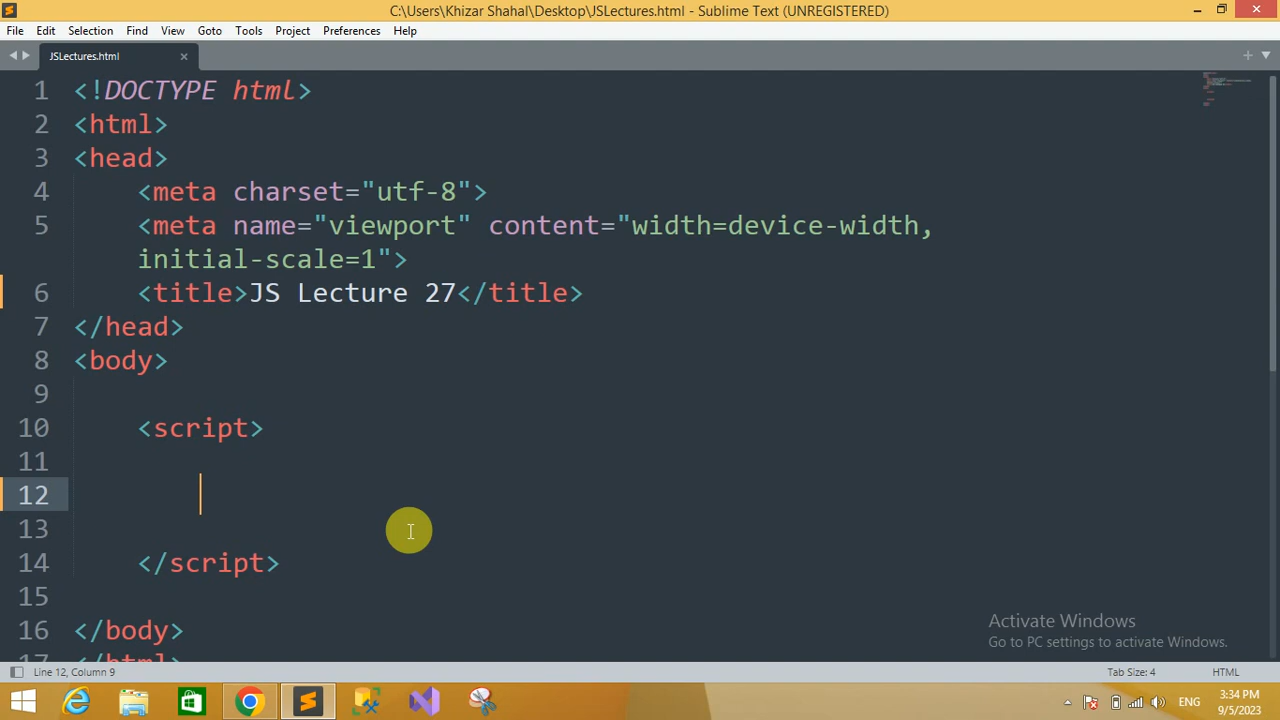 C:\Users\Khizar Shahal\Desktop\JSLectures.html - Sublime Text (UNREGISTERED)
File Edit Selection Find View Goto Tools Project Preferences Help
JSLectures.html
1 <!DOCTYPE html>
2 <html>
3 <head>
4 <meta charset="utf-8">
5 <meta name="viewport" content="width=device-width,
initial-scale=1">
6 <title>JS Lecture 27</title>
7 </head>
8 <body>
9
10 <script>
11
12
13
14 </script>
15
16 </body>
17 </html>
Activate Windows
Go to PC settings to activate Windows.
Line 12, Column 9 Tab Size: 4 HTML
ENG 3:34 PM
9/5/2023